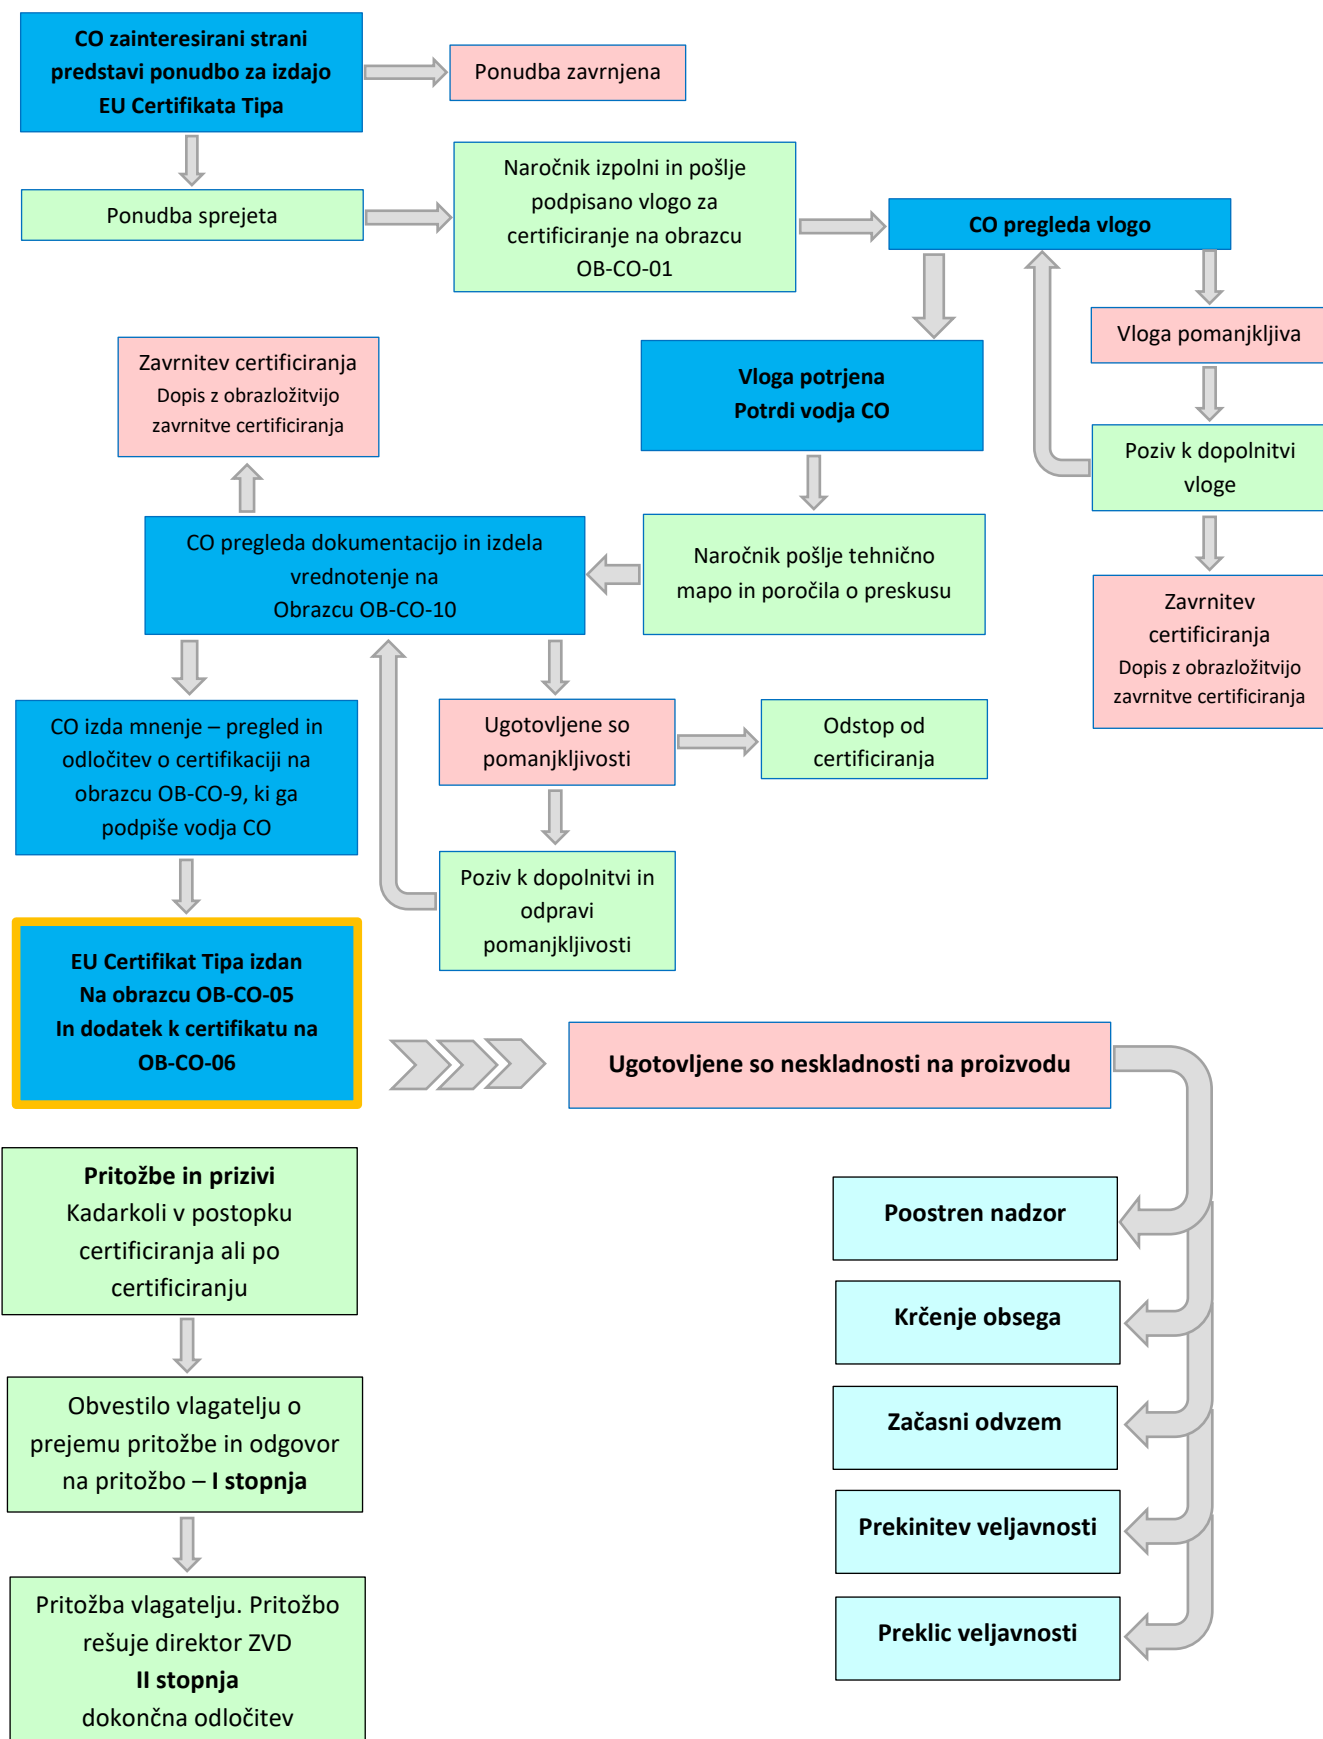 CO zainteresirani strani
predstavi ponudbo za izdajo
EU Certifikata Tipa
Ponudba zavrnjena
Ponudba sprejeta
Naročnik izpolni in pošlje
podpisano vlogo za
certificiranje na obrazcu
OB-CO-01
CO pregleda vlogo
Vloga pomanjkljiva
Poziv k dopolnitvi
vloge
Zavrnitev
certificiranja
Dopis z obrazložitvijo
zavrnitve certificiranja
Vloga potrjena
Potrdi vodja CO
Naročnik pošlje tehnično
mapo in poročila o preskusu
Zavrnitev certificiranja
Dopis z obrazložitvijo
zavrnitve certificiranja
CO pregleda dokumentacijo in izdela
vrednotenje na
Obrazcu OB-CO-10
CO izda mnenje – pregled in
odločitev o certifikaciji na
obrazcu OB-CO-9, ki ga
podpiše vodja CO
Ugotovljene so
pomanjkljivosti
Odstop od
certificiranja
Poziv k dopolnitvi in
odpravi
pomanjkljivosti
EU Certifikat Tipa izdan
Na obrazcu OB-CO-05
In dodatek k certifikatu na
OB-CO-06
Ugotovljene so neskladnosti na proizvodu
Poostren nadzor
Krčenje obsega
Začasni odvzem
Prekinitev veljavnosti
Preklic veljavnosti
Pritožbe in prizivi
Kadarkoli v postopku
certificiranja ali po
certificiranju
Obvestilo vlagatelju o
prejemu pritožbe in odgovor
na pritožbo – I stopnja
Pritožba vlagatelju. Pritožbo
rešuje direktor ZVD
II stopnja
dokončna odločitev